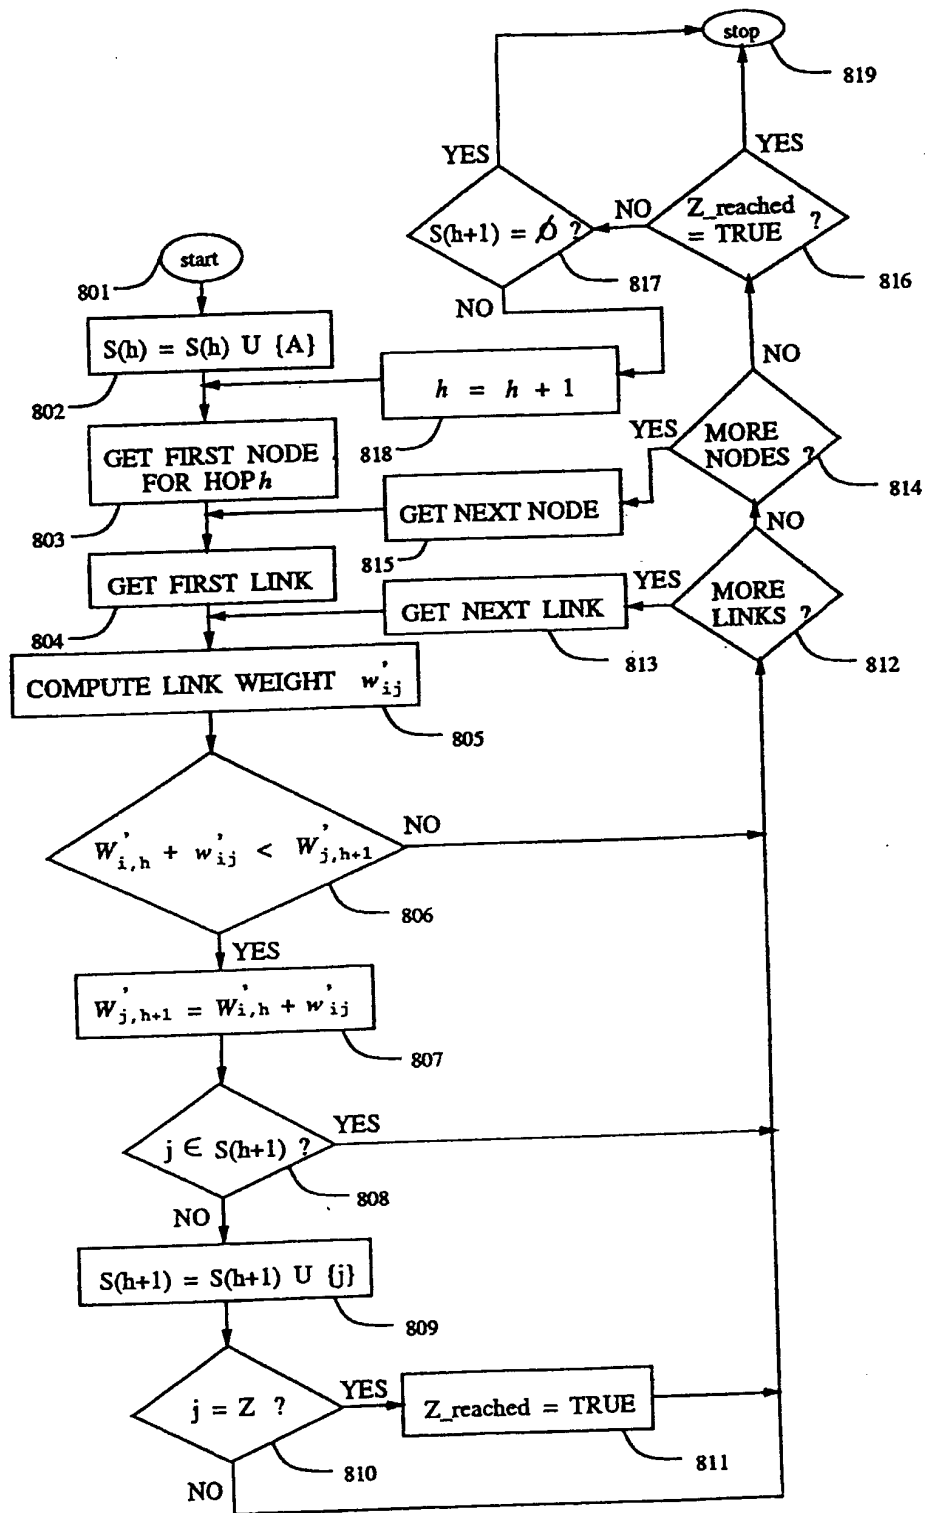 stop
819
YES
YES
S(h+1) = Ø ?
NO
Z_reached
= TRUE ?
817
816
start
801
NO
NO
S(h) = S(h) U {A}
802
h = h + 1
818
YES
MORE
NODES ?
814
GET FIRST NODE
FOR HOP h
803
GET NEXT NODE
815
NO
GET FIRST LINK
804
GET NEXT LINK
813
YES
MORE
LINKS ?
812
COMPUTE LINK WEIGHT w'ij
805
W'i,h + w'ij < W'j,h+1
NO
806
YES
W'j,h+1 = W'i,h + w'ij
807
j ∈ S(h+1) ?
YES
808
NO
S(h+1) = S(h+1) U {j}
809
j = Z ?
YES
Z_reached = TRUE
810
811
NO